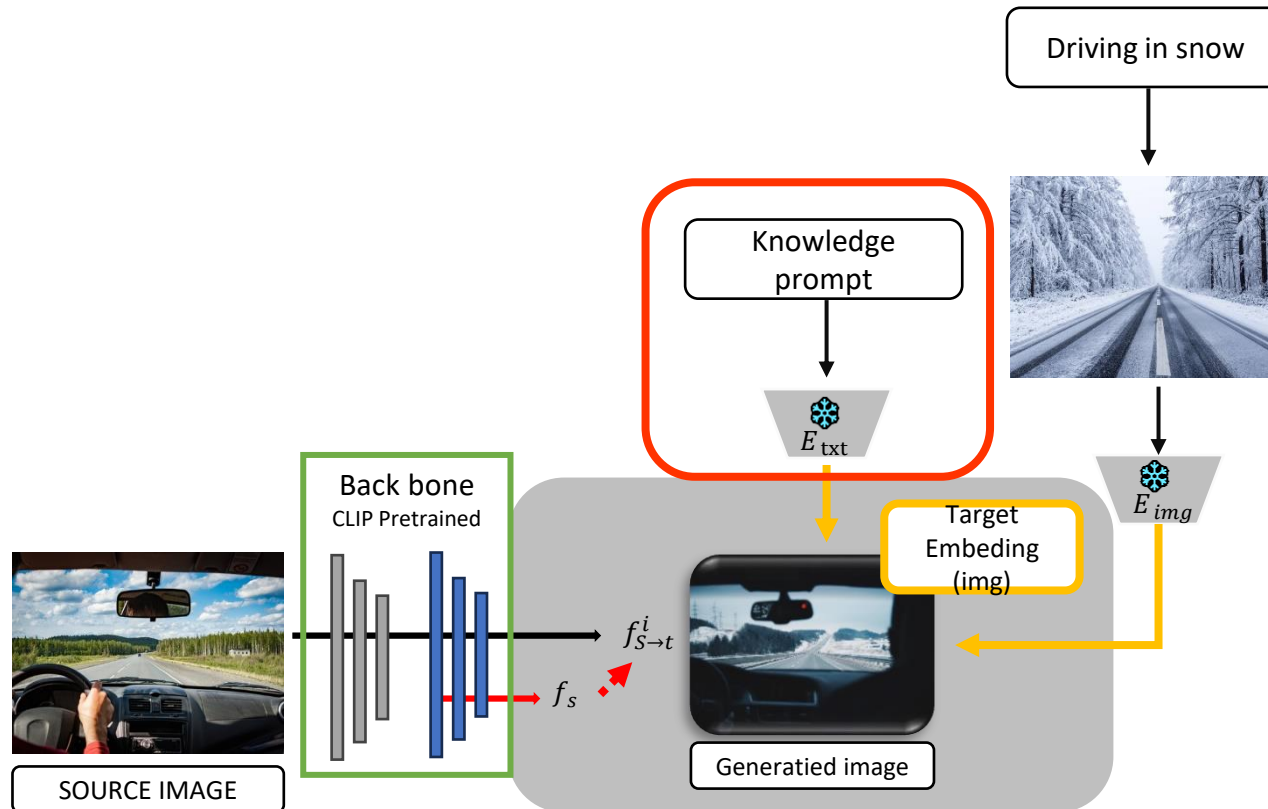 Driving in snow
Knowledge
prompt
E_txt
E_img
Back bone
CLIP Pretrained
Target
Embeding
(img)
f^i_{S→t}
f_s
SOURCE IMAGE
Generatied image